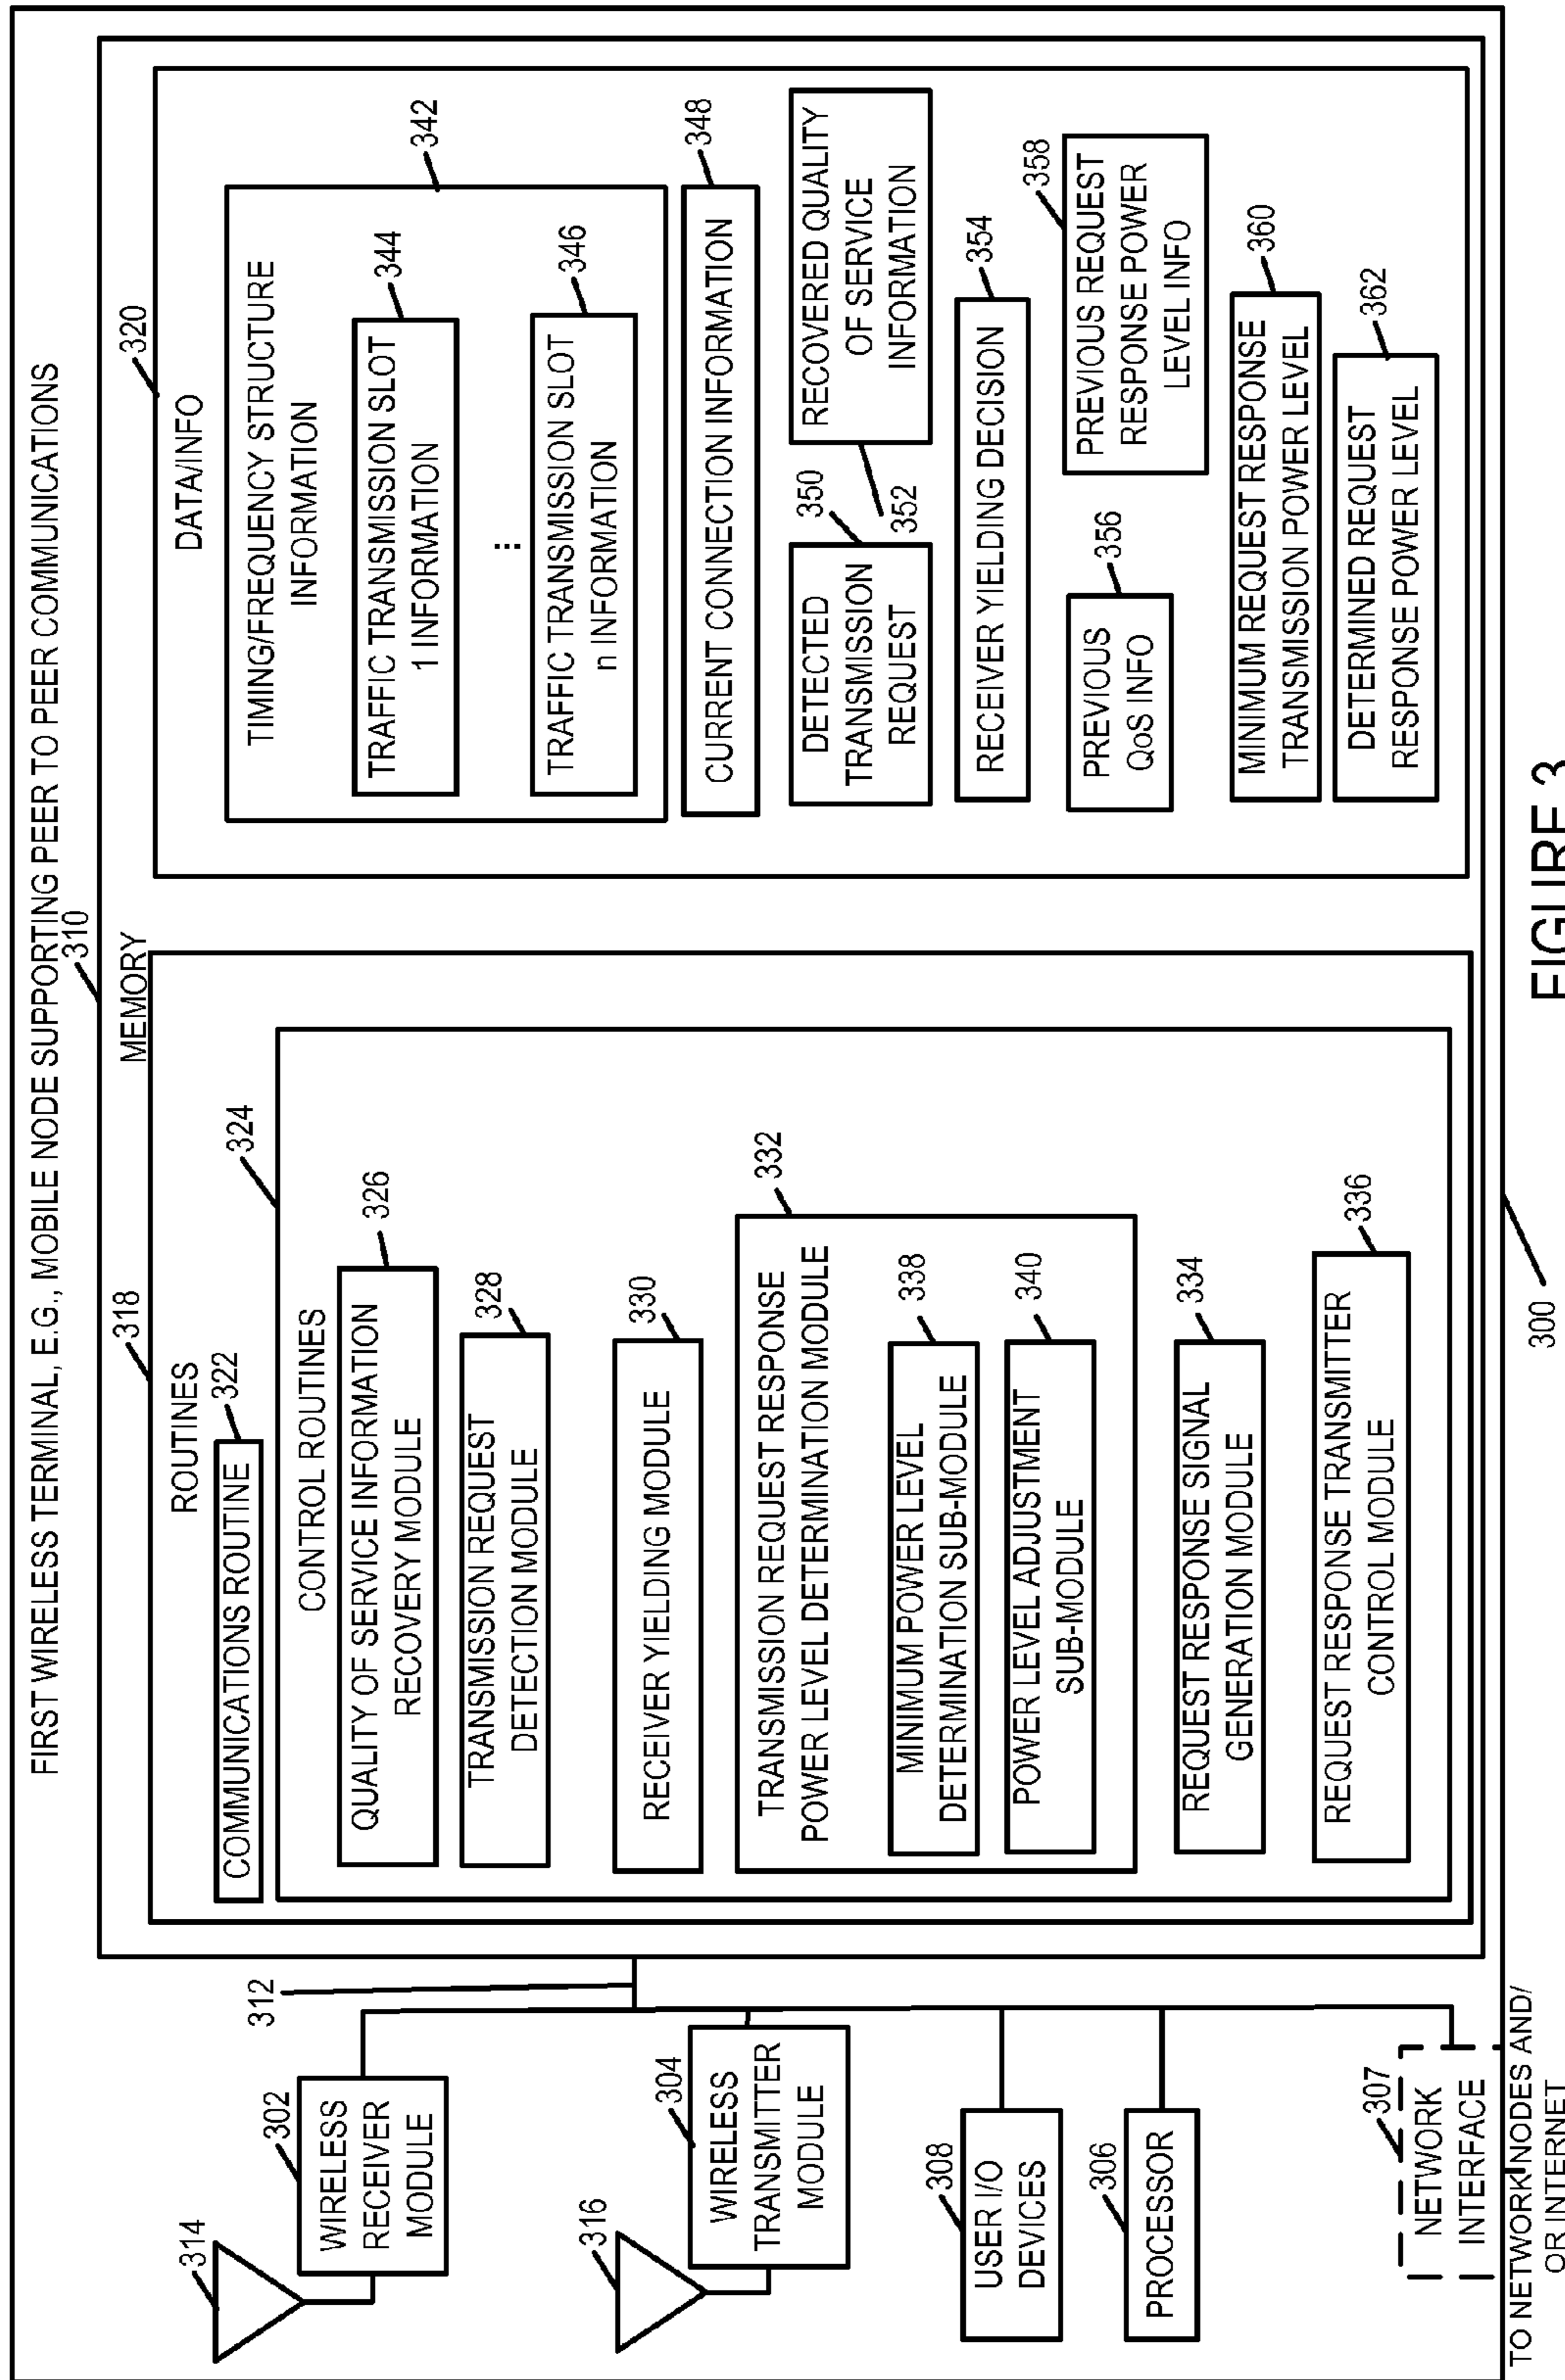 FIRST WIRELESS TERMINAL, E.G., MOBILE NODE SUPPORTING PEER TO PEER COMMUNICATIONS
310
314
302
WIRELESS
RECEIVER
MODULE
316
304
WIRELESS
TRANSMITTER
MODULE
308
USER I/O
DEVICES
306
PROCESSOR
307
NETWORK
INTERFACE
TO NETWORK NODES AND/
OR INTERNET
312
MEMORY
318
ROUTINES
322
COMMUNICATIONS ROUTINE
324
CONTROL ROUTINES
326
QUALITY OF SERVICE INFORMATION
RECOVERY MODULE
328
TRANSMISSION REQUEST
DETECTION MODULE
330
RECEIVER YIELDING MODULE
332
TRANSMISSION REQUEST RESPONSE
POWER LEVEL DETERMINATION MODULE
338
MINIMUM POWER LEVEL
DETERMINATION SUB-MODULE
340
POWER LEVEL ADJUSTMENT
SUB-MODULE
334
REQUEST RESPONSE SIGNAL
GENERATION MODULE
336
REQUEST RESPONSE TRANSMITTER
CONTROL MODULE
320
DATA/INFO
342
TIMING/FREQUENCY STRUCTURE
INFORMATION
344
TRAFFIC TRANSMISSION SLOT
1 INFORMATION
...
346
TRAFFIC TRANSMISSION SLOT
n INFORMATION
348
CURRENT CONNECTION INFORMATION
350
DETECTED
TRANSMISSION
REQUEST
352
RECOVERED QUALITY
OF SERVICE
INFORMATION
354
RECEIVER YIELDING DECISION
356
PREVIOUS
QoS INFO
358
PREVIOUS REQUEST
RESPONSE POWER
LEVEL INFO
360
MINIMUM REQUEST RESPONSE
TRANSMISSION POWER LEVEL
362
DETERMINED REQUEST
RESPONSE POWER LEVEL
300
FIGURE 3